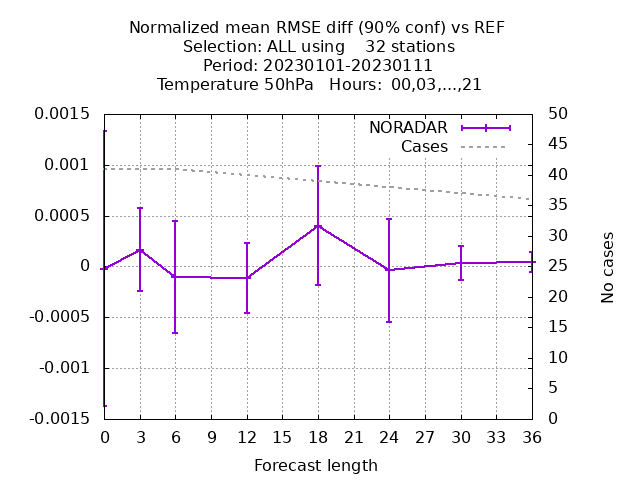 Normalized mean RMSE diff (90% conf) vs REF
Selection: ALL using    32 stations
Period: 20230101-20230111
Temperature 50hPa   Hours:  00,03,...,21
NORADAR
Cases
0.0015
0.001
0.0005
0
-0.0005
-0.001
-0.0015
50
45
40
35
30
25
20
15
10
5
0
No cases
0 3 6 9 12 15 18 21 24 27 30 33 36
Forecast length